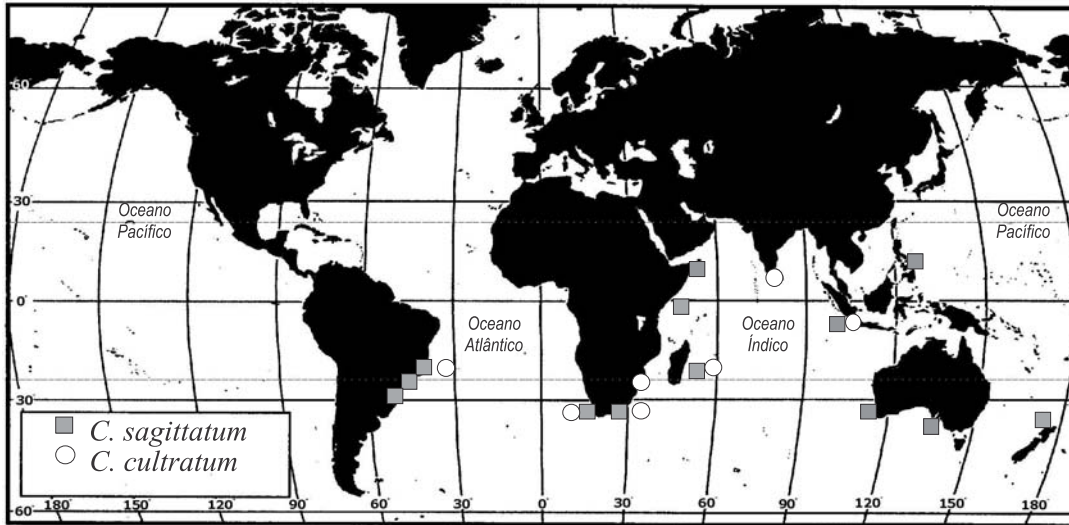 60°
30°
Oceano
Pacífico
Oceano
Pacífico
0°
Oceano
Atlântico
Oceano
Índico
30°
C. sagittatum
C. cultratum
60°
180°
150°
120°
90°
60°
30°
0°
30°
60°
90°
120°
150°
180°